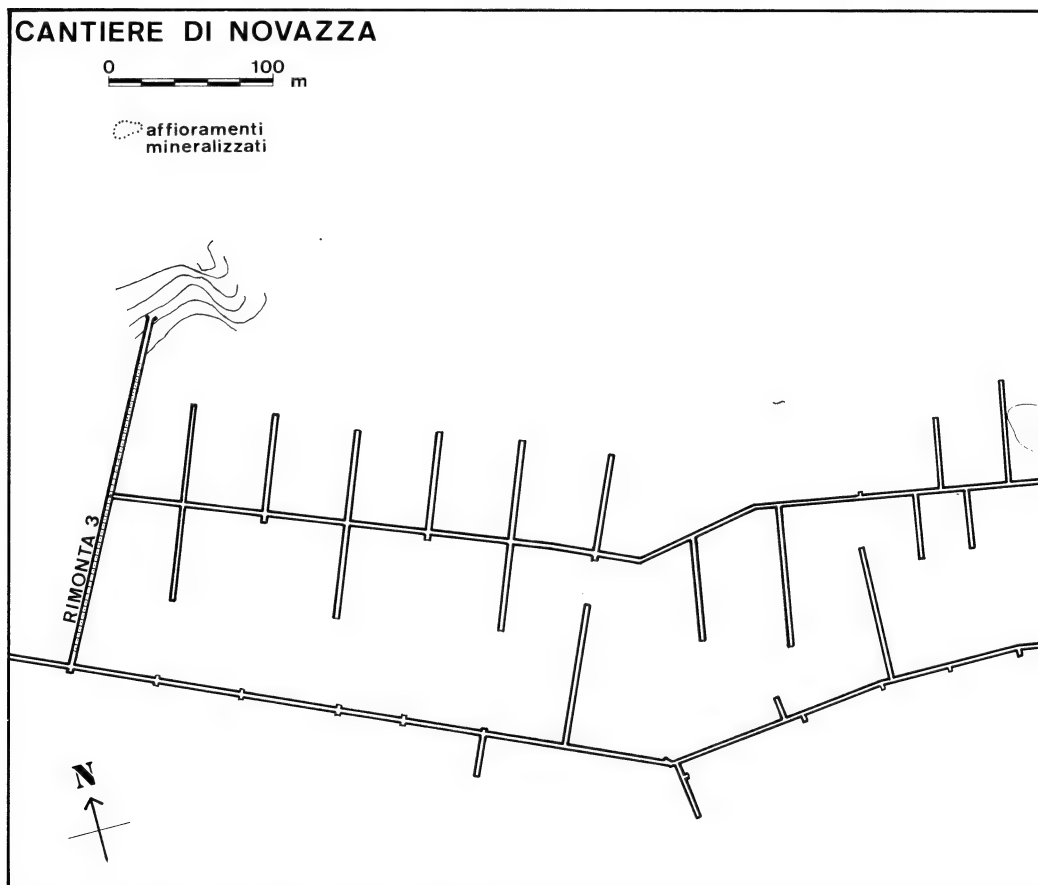 CANTIERE DI NOVAZZA
0 100 m
affioramenti
mineralizzati
RIMONTA 3
N